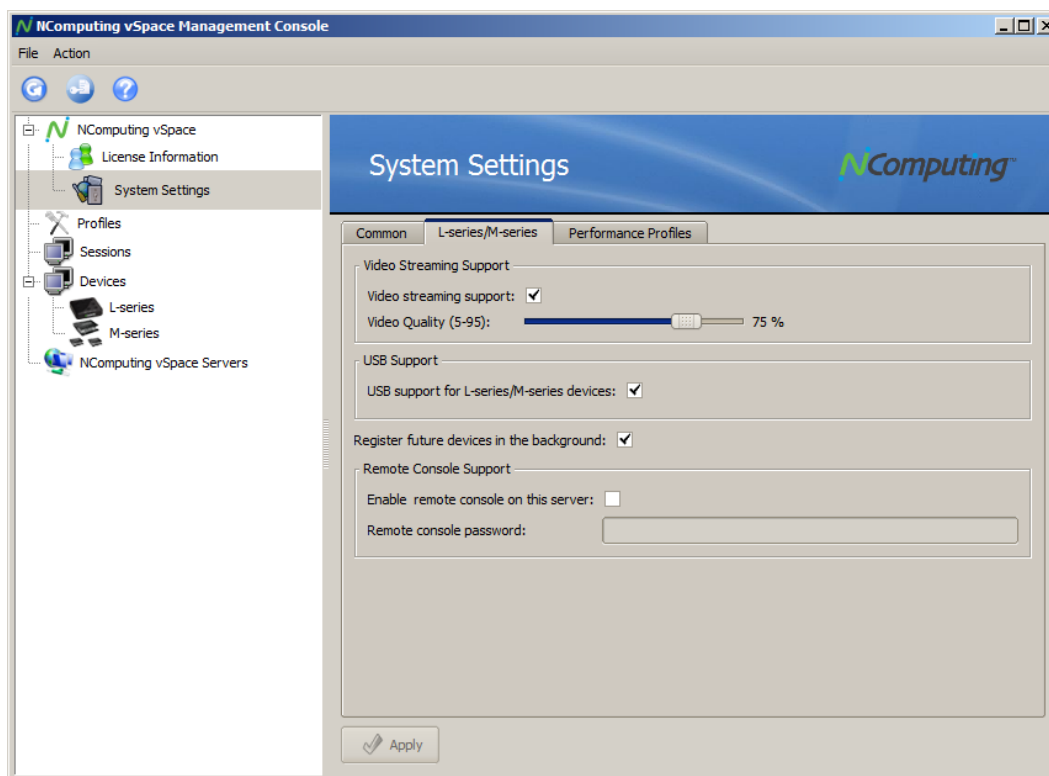 NComputing vSpace Management Console
File Action
NComputing vSpace
License Information
System Settings
Profiles
Sessions
Devices
L-series
M-series
NComputing vSpace Servers
System Settings
NComputing™
Common L-series/M-series Performance Profiles
Video Streaming Support
Video streaming support:
Video Quality (5-95): 75 %
USB Support
USB support for L-series/M-series devices:
Register future devices in the background:
Remote Console Support
Enable remote console on this server:
Remote console password:
Apply